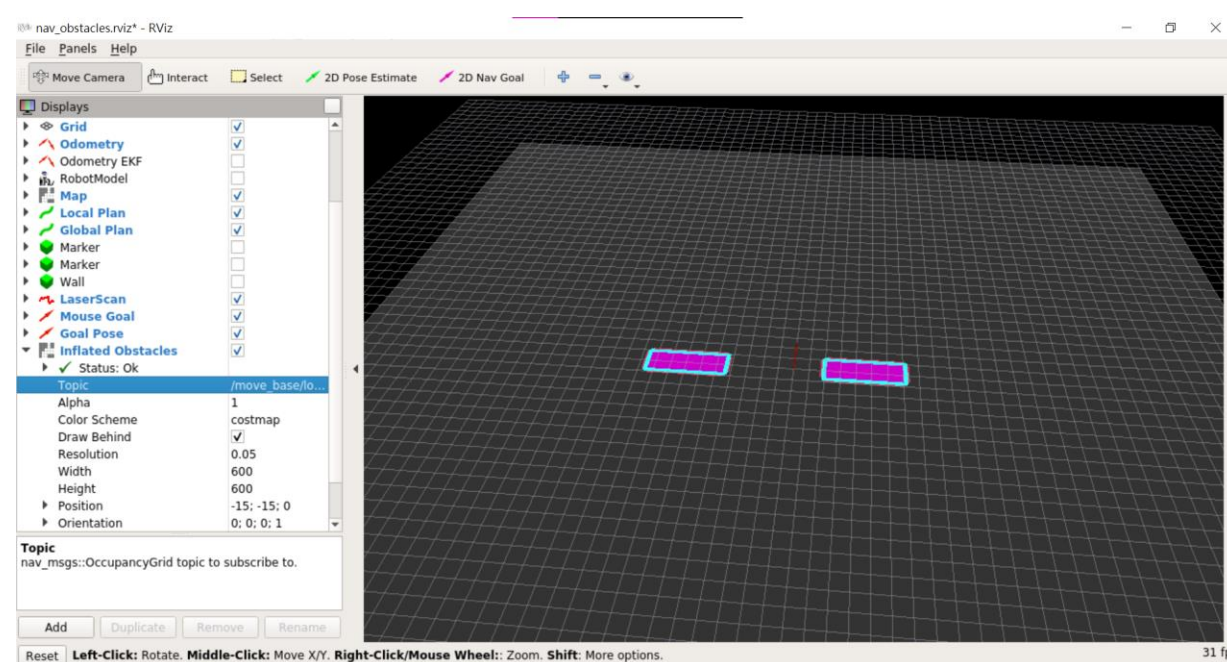 nav_obstacles.rviz* - RViz
File Panels Help
Move Camera Interact Select 2D Pose Estimate 2D Nav Goal
Displays
Grid
Odometry
Odometry EKF
RobotModel
Map
Local Plan
Global Plan
Marker
Marker
Wall
LaserScan
Mouse Goal
Goal Pose
Inflated Obstacles
Status: Ok
Topic /move_base/lo...
Alpha 1
Color Scheme costmap
Draw Behind
Resolution 0.05
Width 600
Height 600
Position -15; -15; 0
Orientation 0; 0; 0; 1
Topic
nav_msgs::OccupancyGrid topic to subscribe to.
Add Duplicate Remove Rename
Reset Left-Click: Rotate. Middle-Click: Move X/Y. Right-Click/Mouse Wheel:: Zoom. Shift: More options. 31 f